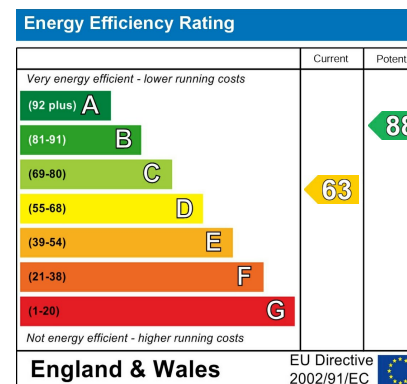 Energy Efficiency Rating
Current Potent
Very energy efficient - lower running costs
(92 plus) A
(81-91) B
88
(69-80) C
63
(55-68) D
(39-54) E
(21-38) F
(1-20) G
Not energy efficient - higher running costs
England & Wales
EU Directive
2002/91/EC